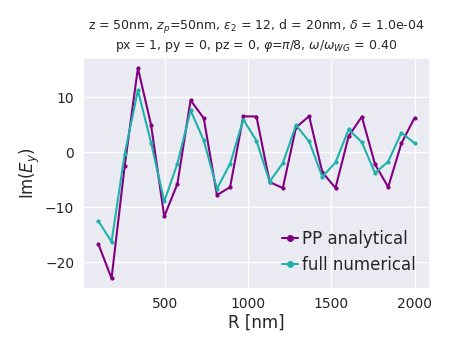 z = 50nm, z_p=50nm, ε₂ = 12, d = 20nm, δ = 1.0e-04
px = 1, py = 0, pz = 0, φ=π/8, ω/ω_WG = 0.40
Im(E_y)
10
0
−10
−20
PP analytical
full numerical
500
1000
1500
2000
R [nm]